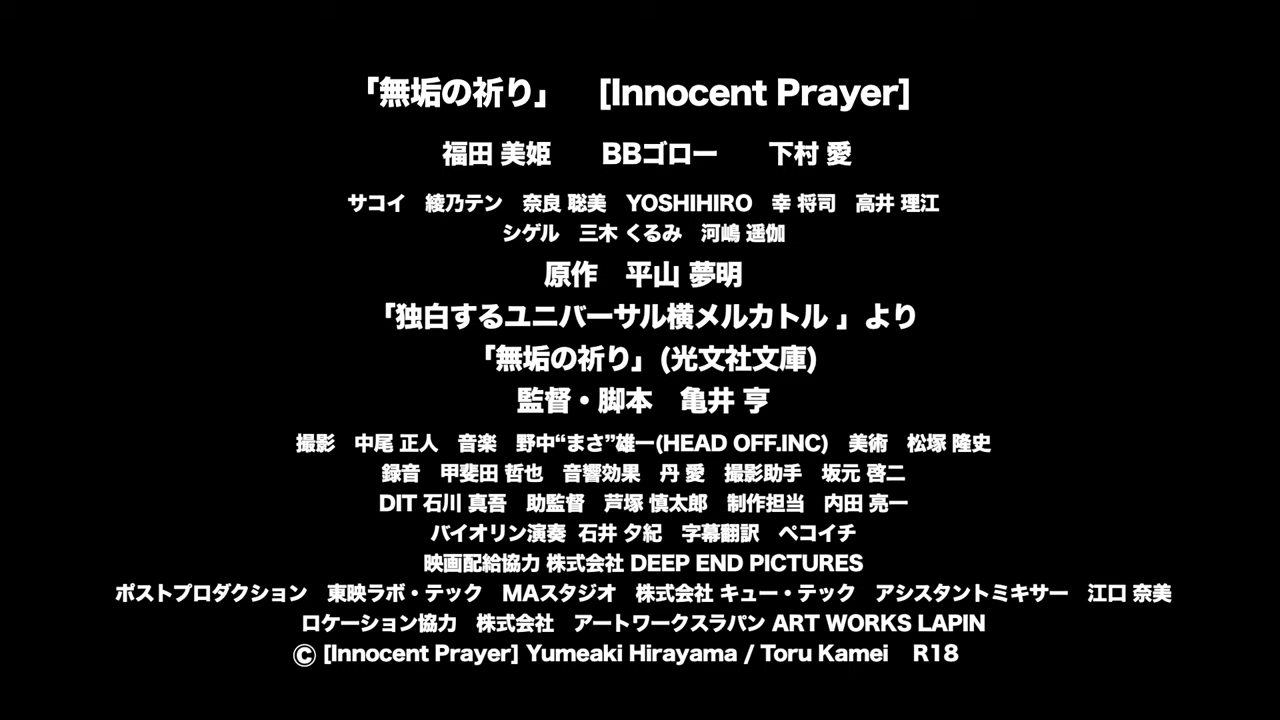 「無垢の祈り」　[Innocent Prayer]
福田 美姫　BBゴロー　下村 愛
サコイ　綾乃テン　奈良 聡美　YOSHIHIRO　幸 将司　高井 理江
シゲル　三木 くるみ　河嶋 遥伽
原作　平山 夢明
「独白するユニバーサル横メルカトル 」より
「無垢の祈り」(光文社文庫)
監督・脚本　亀井 亨
撮影　中尾 正人　音楽　野中“まさ”雄一(HEAD OFF.INC)　美術　松塚 隆史
録音　甲斐田 哲也　音響効果　丹 愛　撮影助手　坂元 啓二
DIT 石川 真吾　助監督　芦塚 慎太郎　制作担当　内田 亮一
バイオリン演奏 石井 夕紀　字幕翻訳　ペコイチ
映画配給協力 株式会社 DEEP END PICTURES
ポストプロダクション　東映ラボ・テック　MAスタジオ　株式会社 キュー・テック　アシスタントミキサー　江口 奈美
ロケーション協力　株式会社　アートワークスラパン ART WORKS LAPIN
© [Innocent Prayer] Yumeaki Hirayama / Toru Kamei　R18